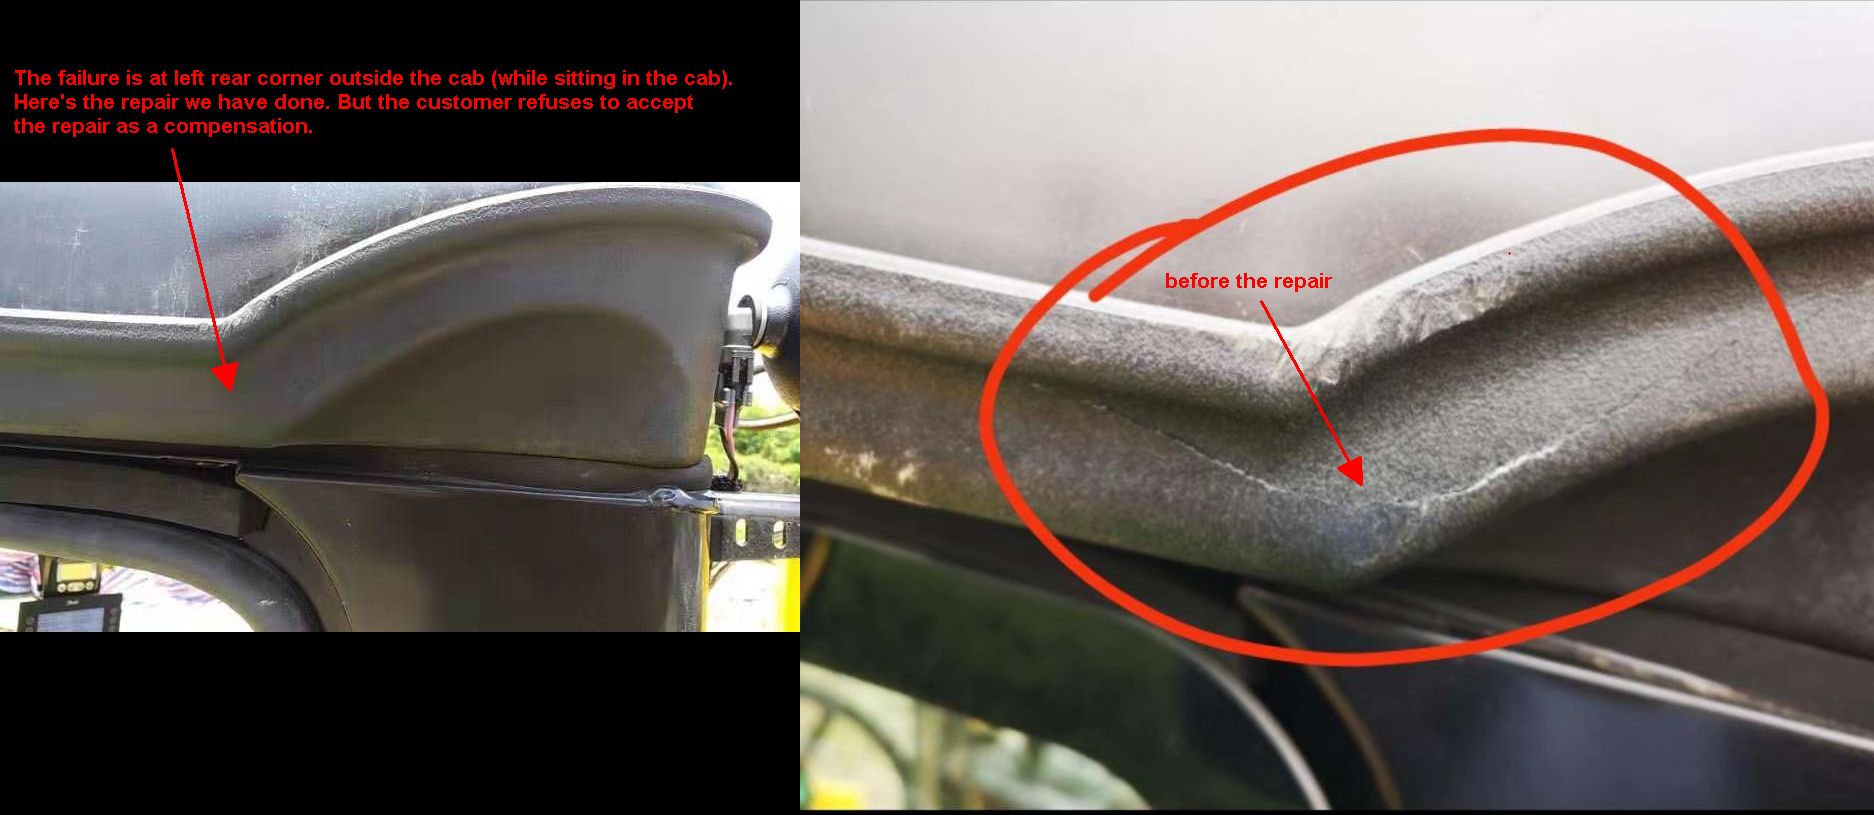 The failure is at left rear corner outside the cab (while sitting in the cab).
Here's the repair we have done. But the customer refuses to accept
the repair as a compensation.
before the repair